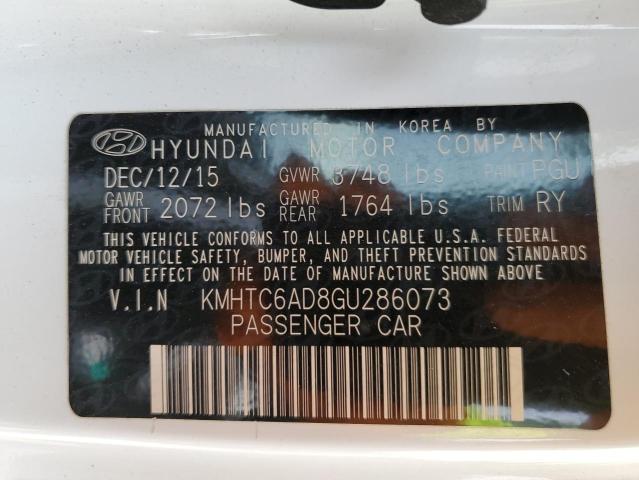 MANUFACTURED IN KOREA BY
HYUNDAI MOTOR COMPANY
DEC/12/15 GVWR 3748 lbs PAINT PGU
GAWR FRONT 2072 lbs GAWR REAR 1764 lbs TRIM RY
THIS VEHICLE CONFORMS TO ALL APPLICABLE U.S.A. FEDERAL
MOTOR VEHICLE SAFETY, BUMPER, AND THEFT PREVENTION STANDARDS
IN EFFECT ON THE DATE OF MANUFACTURE SHOWN ABOVE.
V.I.N KMHTC6AD8GU286073
PASSENGER CAR